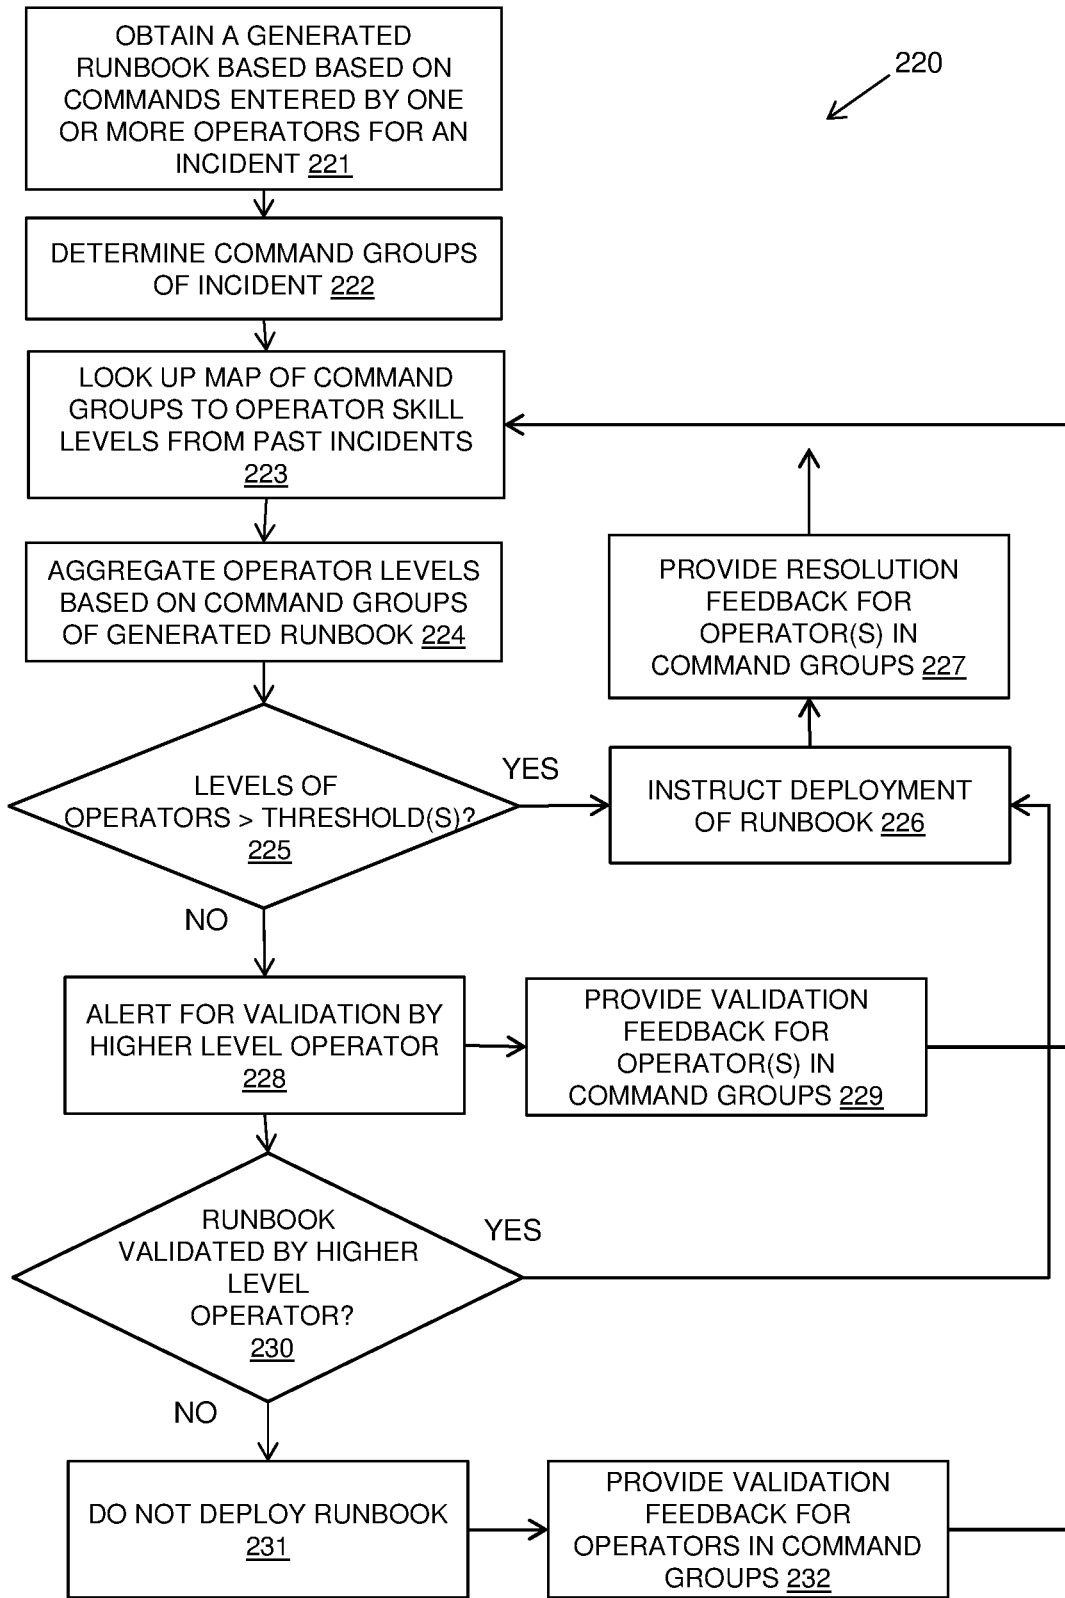 OBTAIN A GENERATED
RUNBOOK BASED BASED ON
COMMANDS ENTERED BY ONE
OR MORE OPERATORS FOR AN
INCIDENT 221
220
DETERMINE COMMAND GROUPS
OF INCIDENT 222
LOOK UP MAP OF COMMAND
GROUPS TO OPERATOR SKILL
LEVELS FROM PAST INCIDENTS
223
AGGREGATE OPERATOR LEVELS
BASED ON COMMAND GROUPS
OF GENERATED RUNBOOK 224
PROVIDE RESOLUTION
FEEDBACK FOR
OPERATOR(S) IN
COMMAND GROUPS 227
LEVELS OF
OPERATORS > THRESHOLD(S)?
225
YES
INSTRUCT DEPLOYMENT
OF RUNBOOK 226
NO
ALERT FOR VALIDATION BY
HIGHER LEVEL OPERATOR
228
PROVIDE VALIDATION
FEEDBACK FOR
OPERATOR(S) IN
COMMAND GROUPS 229
RUNBOOK
VALIDATED BY HIGHER
LEVEL
OPERATOR?
230
YES
NO
DO NOT DEPLOY RUNBOOK
231
PROVIDE VALIDATION
FEEDBACK FOR
OPERATORS IN COMMAND
GROUPS 232